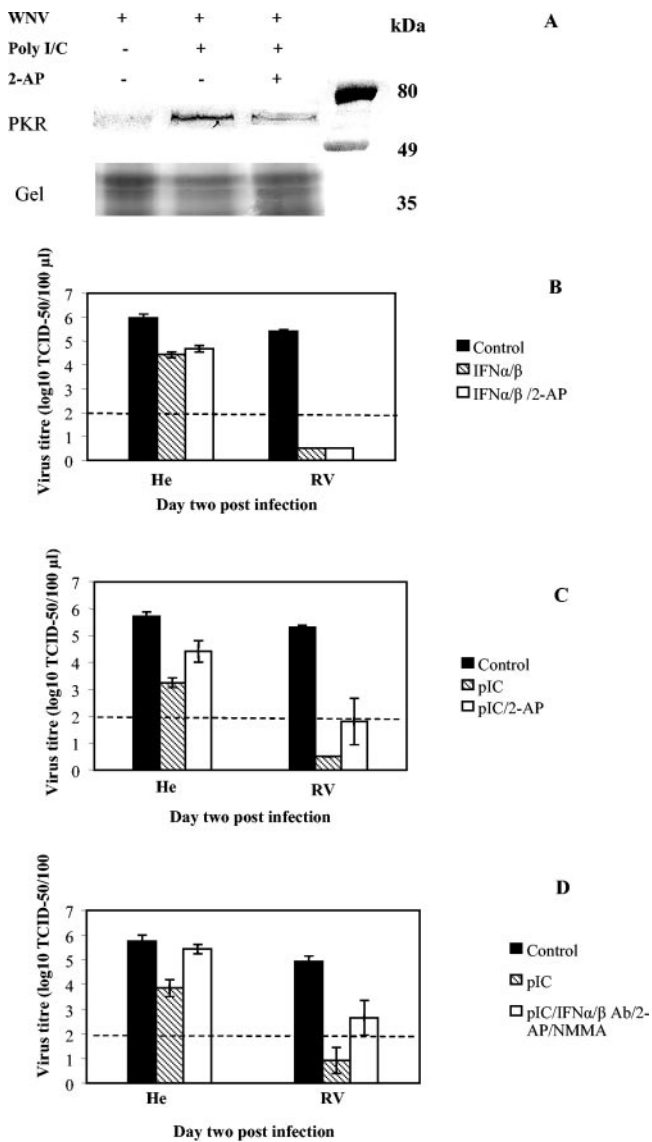 WNV + + + kDa A
Poly I/C - + +
2-AP - - +
80
PKR
49
Gel
35
B
Virus titre (log10 TCID-50/100 µl)
7
6
5
4
3
2
1
0
He RV
Day two post infection
Control
IFNα/β
IFNα/β /2-AP
C
Virus titre (log10 TCID-50/100 µl)
7
6
5
4
3
2
1
0
He RV
Day two post infection
Control
pIC
pIC/2-AP
D
Virus titre (log10 TCID-50/100
7
6
5
4
3
2
1
0
He RV
Day two post infection
Control
pIC
pIC/IFNα/β Ab/2-
AP/NMMA